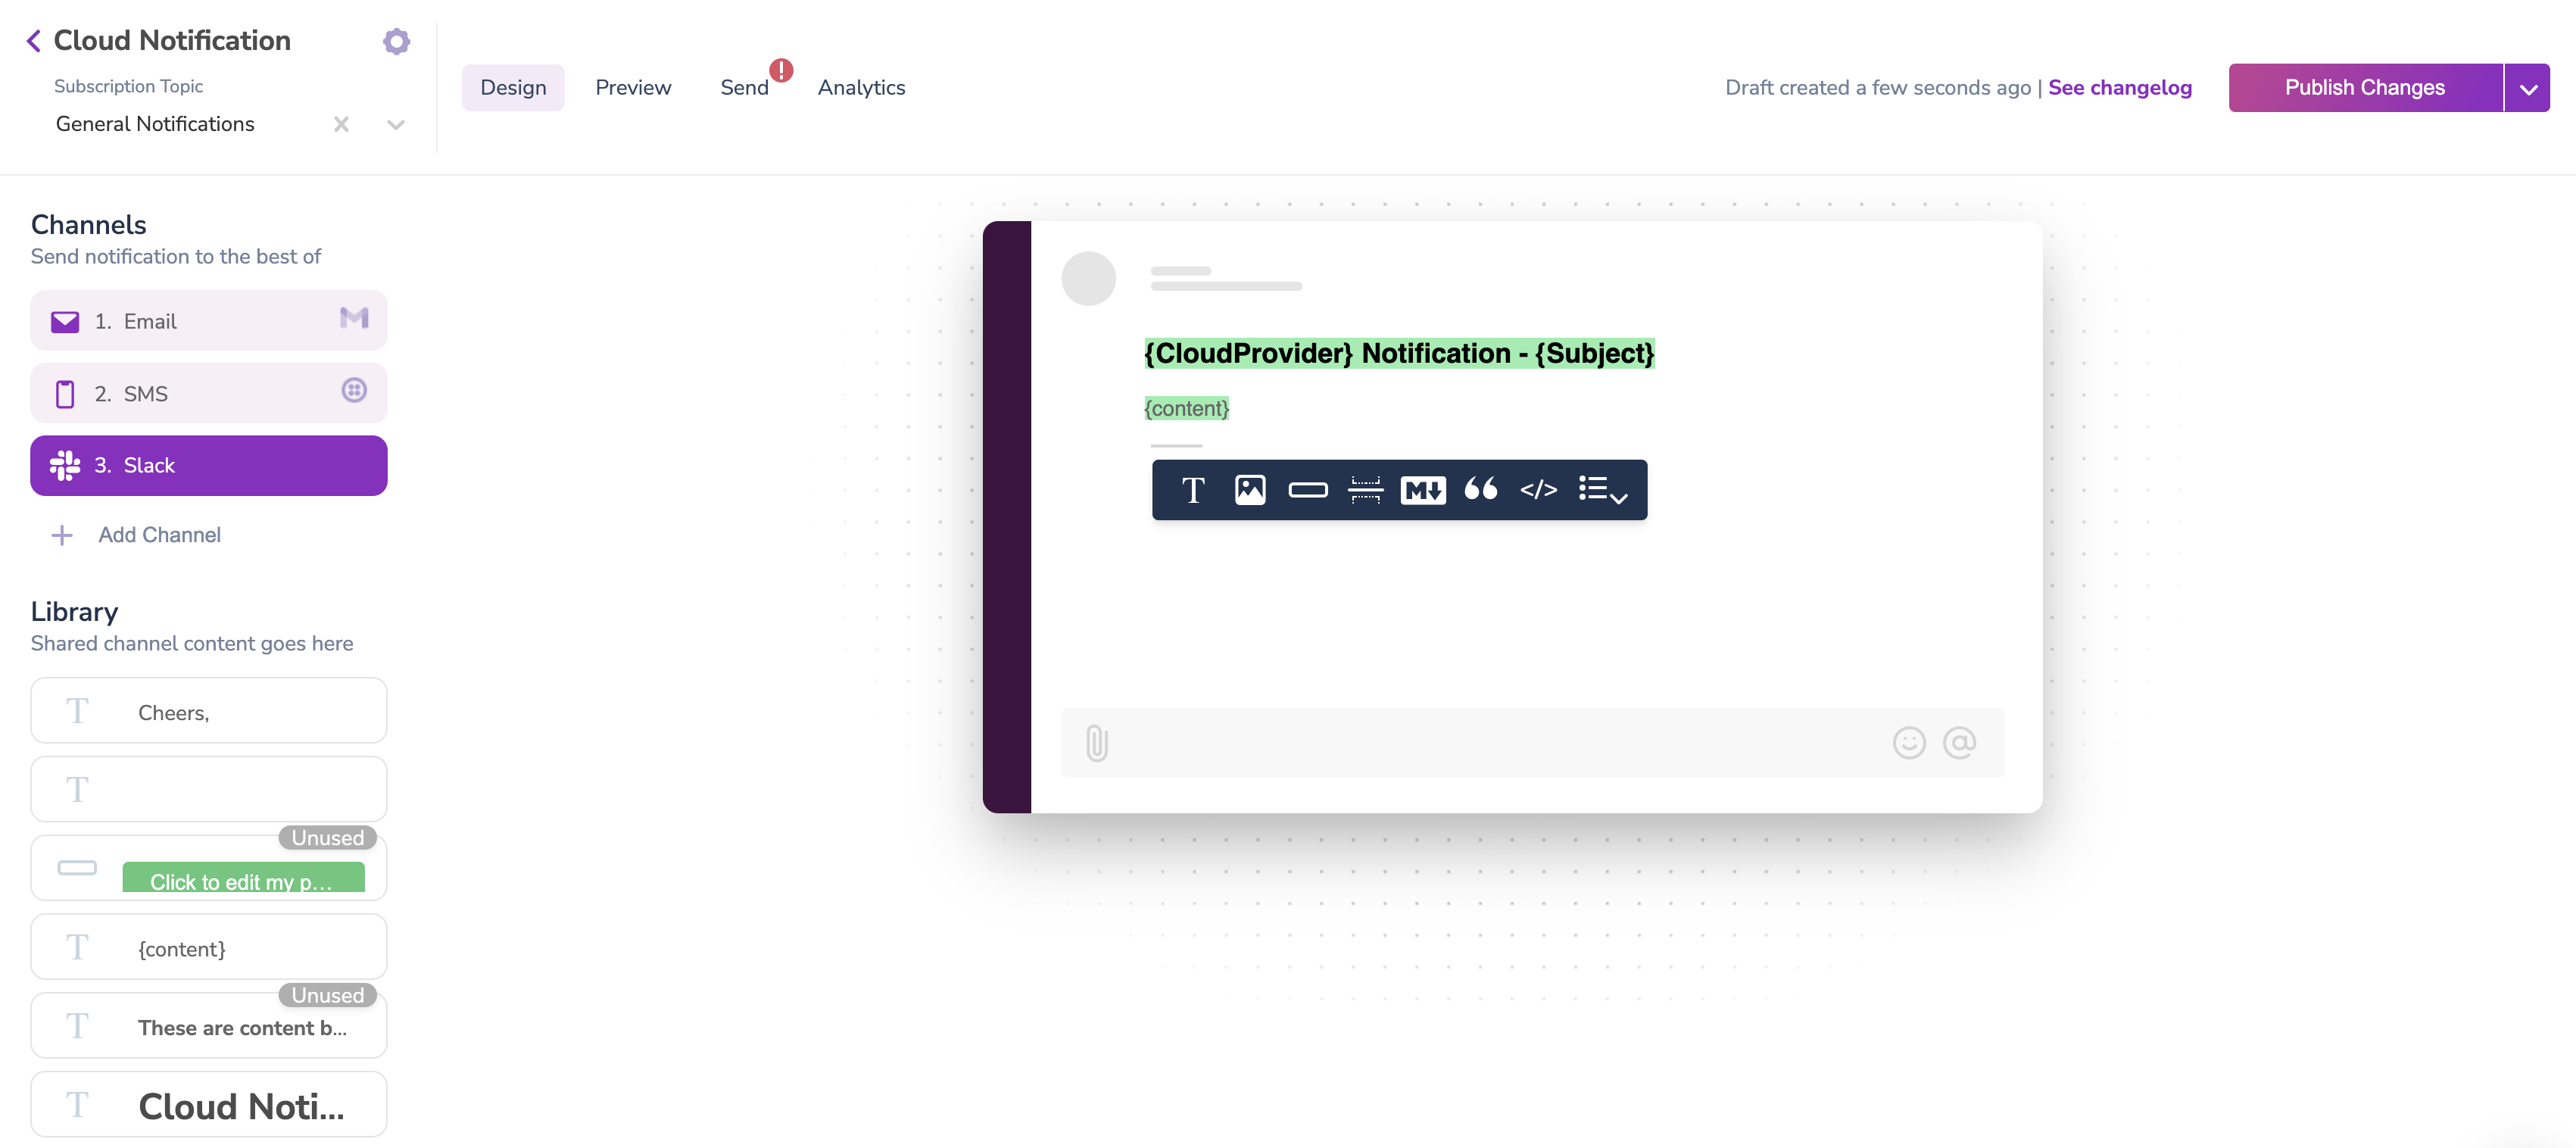 Cloud Notification
Subscription Topic
General Notifications
Design
Preview
Send
!
Analytics
Draft created a few seconds ago | See changelog
Publish Changes
Channels
Send notification to the best of
1. Email
2. SMS
3. Slack
Add Channel
Library
Shared channel content goes here
T Cheers,
T
Unused
Click to edit my p...
T {content}
Unused
T These are content b...
T Cloud Noti...
{CloudProvider} Notification - {Subject}
{content}
T M </>
@